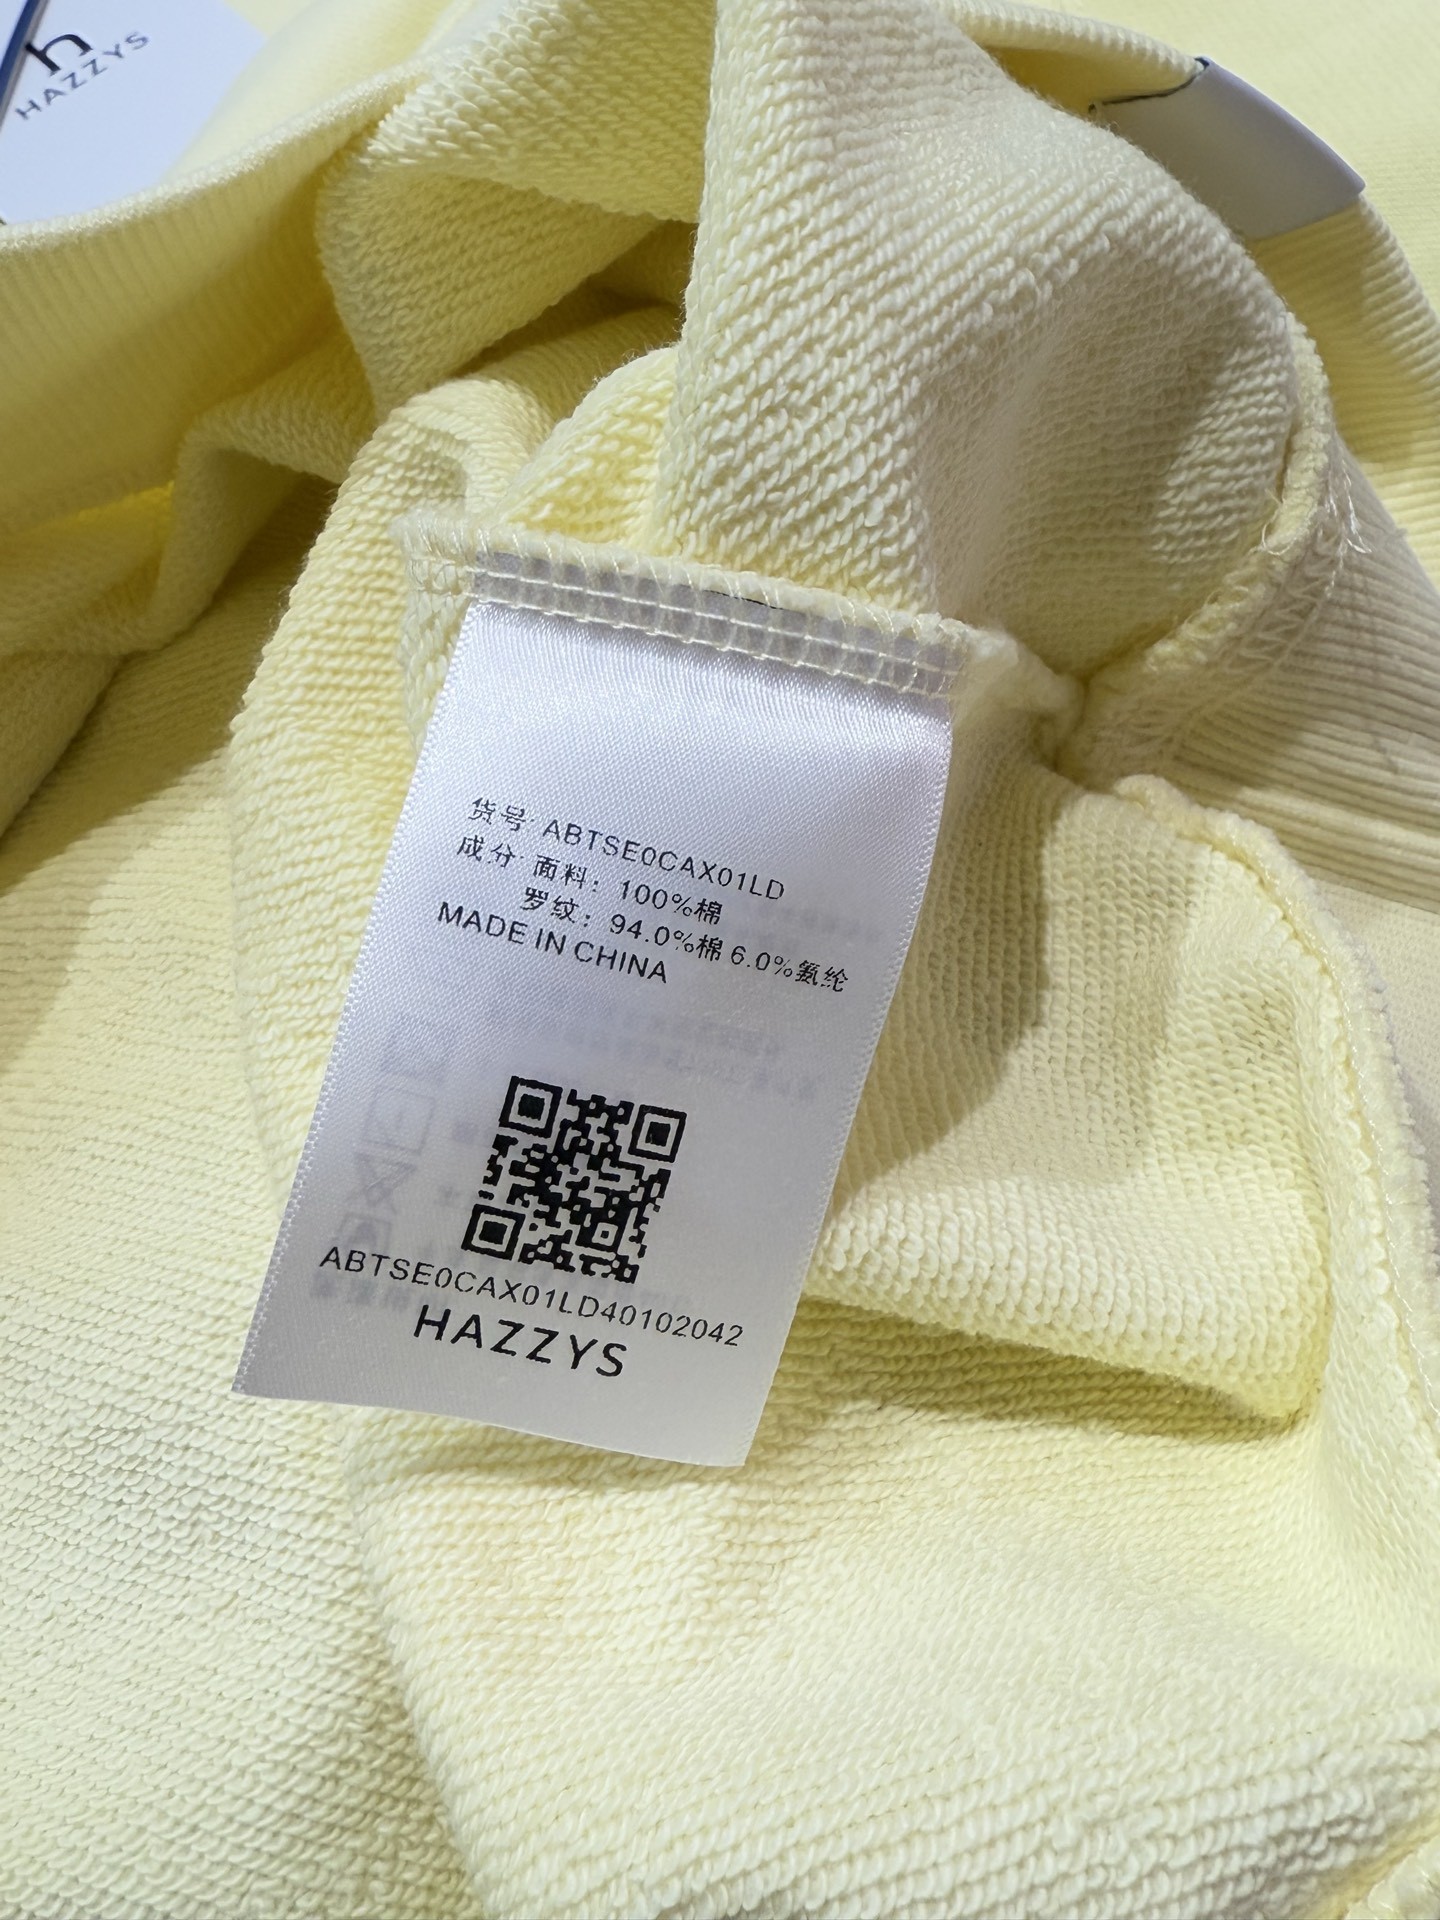 h
HAZZYS
货号: ABTSE0CAX01LD
成分: 面料: 100%棉
罗纹: 94.0%棉 6.0%氨纶
MADE IN CHINA
ABTSE0CAX01LD40102042
HAZZYS